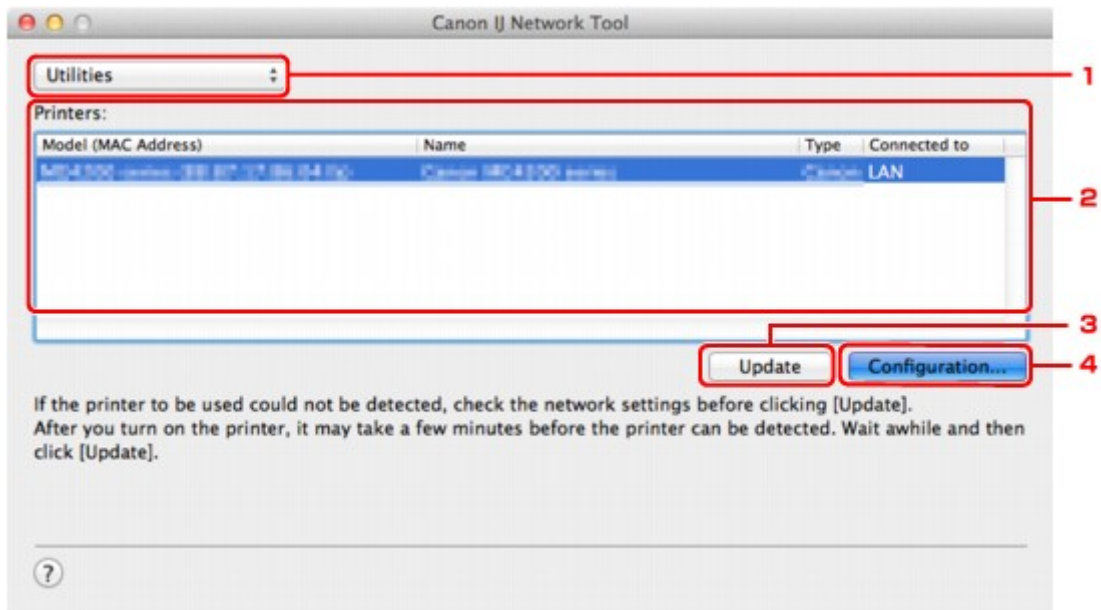 Canon IJ Network Tool
Utilities
1
Printers:
Model (MAC Address) Name Type Connected to
LAN
2
3
Update Configuration...
4
If the printer to be used could not be detected, check the network settings before clicking [Update].
After you turn on the printer, it may take a few minutes before the printer can be detected. Wait awhile and then
click [Update].
?